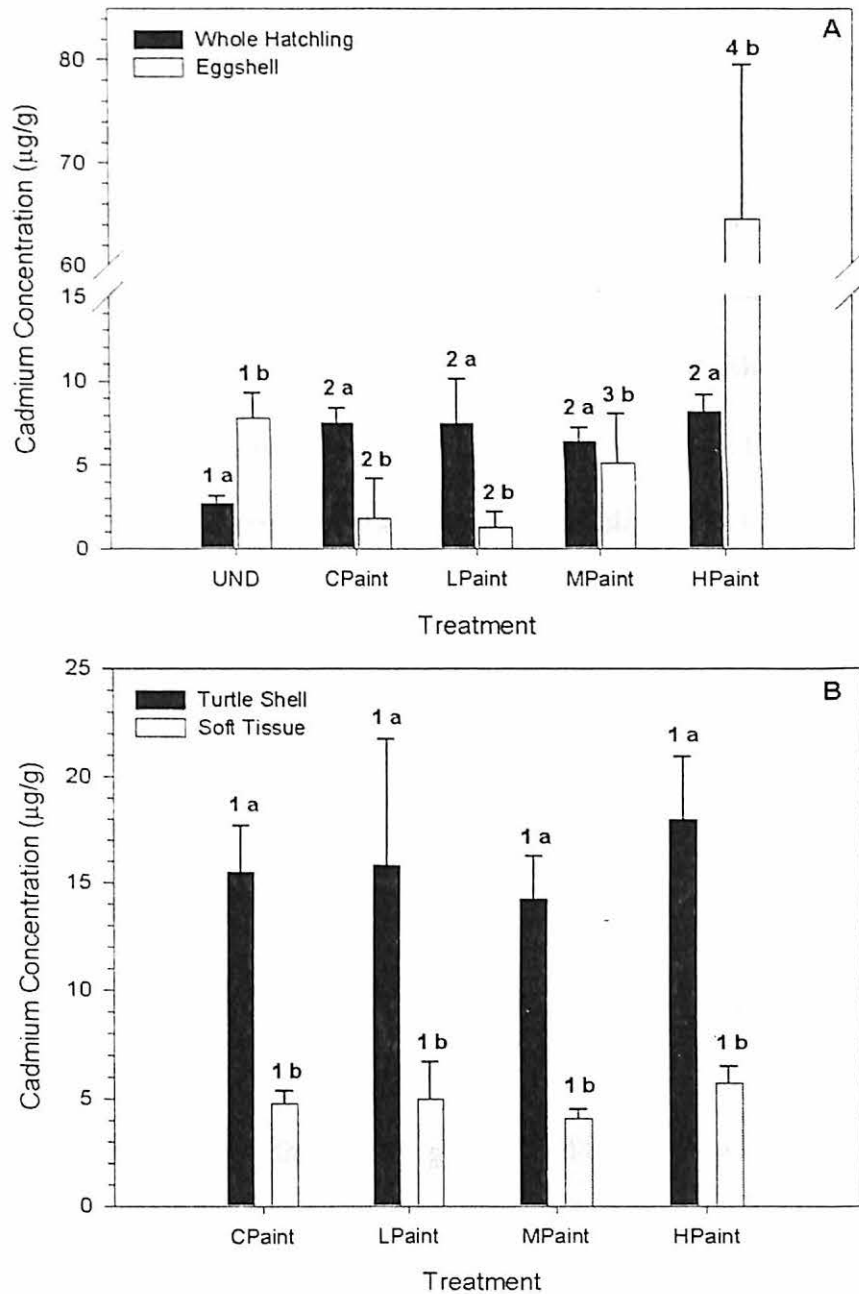 A
Whole Hatchling
Eggshell
Cadmium Concentration (µg/g)
80
70
60
15
10
5
0
1 a
1 b
2 a
2 b
2 a
2 b
2 a
3 b
2 a
4 b
UND CPaint LPaint MPaint HPaint
Treatment
B
Turtle Shell
Soft Tissue
Cadmium Concentration (µg/g)
25
20
15
10
5
0
1 a
1 b
1 a
1 b
1 a
1 b
1 a
1 b
CPaint LPaint MPaint HPaint
Treatment